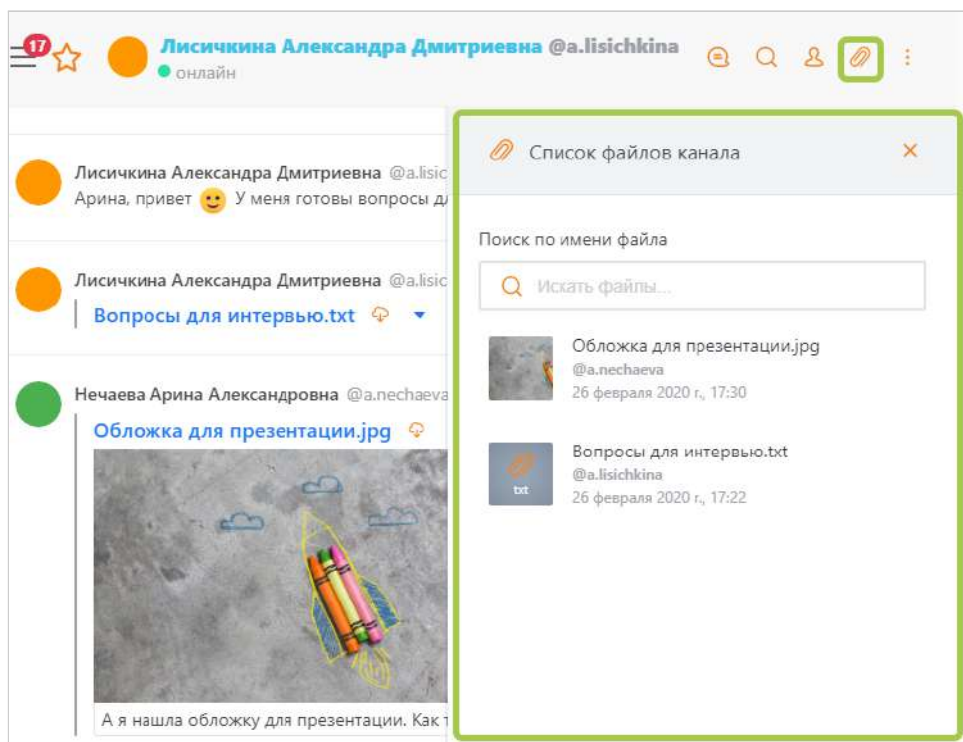 17
Лисичкина Александра Дмитриевна @a.lisichkina
онлайн
Лисичкина Александра Дмитриевна @a.lisic
Арина, привет У меня готовы вопросы
Лисичкина Александра Дмитриевна @a.lisic
Вопросы для интервью.txt
Нечаева Арина Александровна @a.nechaeva
Обложка для презентации.jpg
А я нашла обложку для презентации. Как
Список файлов канала
Поиск по имени файла
Искать файлы...
Обложка для презентации.jpg
@a.nechaeva
26 февраля 2020 г., 17:30
txt
Вопросы для интервью.txt
@a.lisichkina
26 февраля 2020 г., 17:22